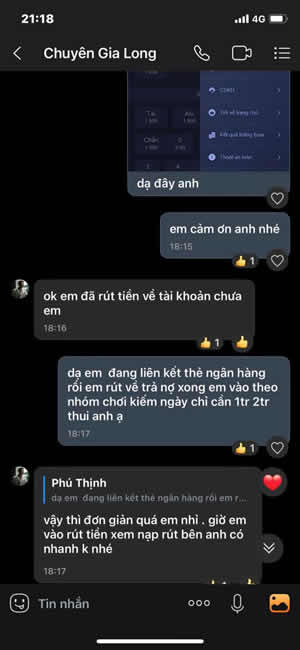 21:18
4G
Chuyên Gia Long
CSKH
Tài
Xỉu
Chẵn
dạ đây anh
em cảm ơn anh nhé
18:15
1
ok em đã rút tiền về tài khoản chưa
em
18:16
1
dạ em đang liên kết thẻ ngân hàng
rồi em rút về trả nợ xong em vào theo
nhóm chơi kiếm ngày chỉ cần 1tr 2tr
thui anh ạ
18:17
1
Phú Thịnh
dạ em đang liên kết thẻ ngân hàng rồi em r...
vậy thì đơn giản quá em nhỉ . giờ em
vào rút tiền xem nạp rút bên anh có
nhanh k nhé
18:17
Tin nhắn